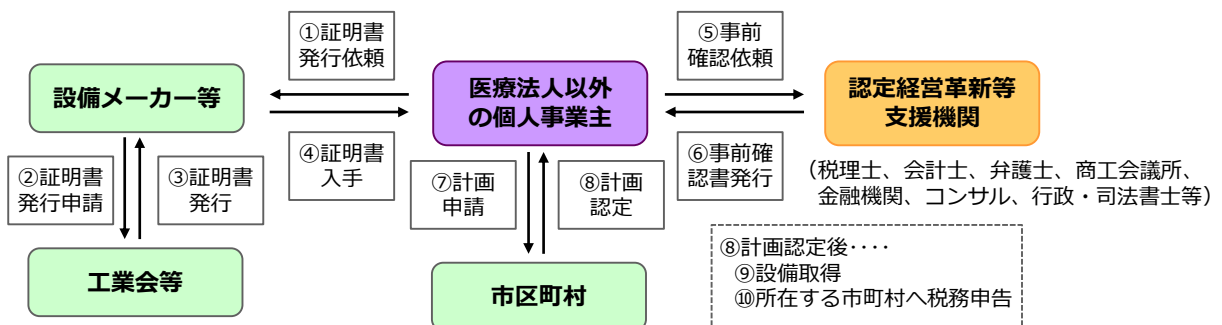 ①証明書
発行依頼
⑤事前
確認依頼
設備メーカー等
医療法人以外
の個人事業主
認定経営革新等
支援機関
④証明書
入手
⑥事前確
認書発行
②証明書
発行申請
③証明書
発行
⑦計画
申請
⑧計画
認定
（税理士、会計士、弁護士、商工会議所、
金融機関、コンサル、行政・司法書士等）
工業会等
市区町村
⑧計画認定後････
⑨設備取得
⑩所在する市町村へ税務申告